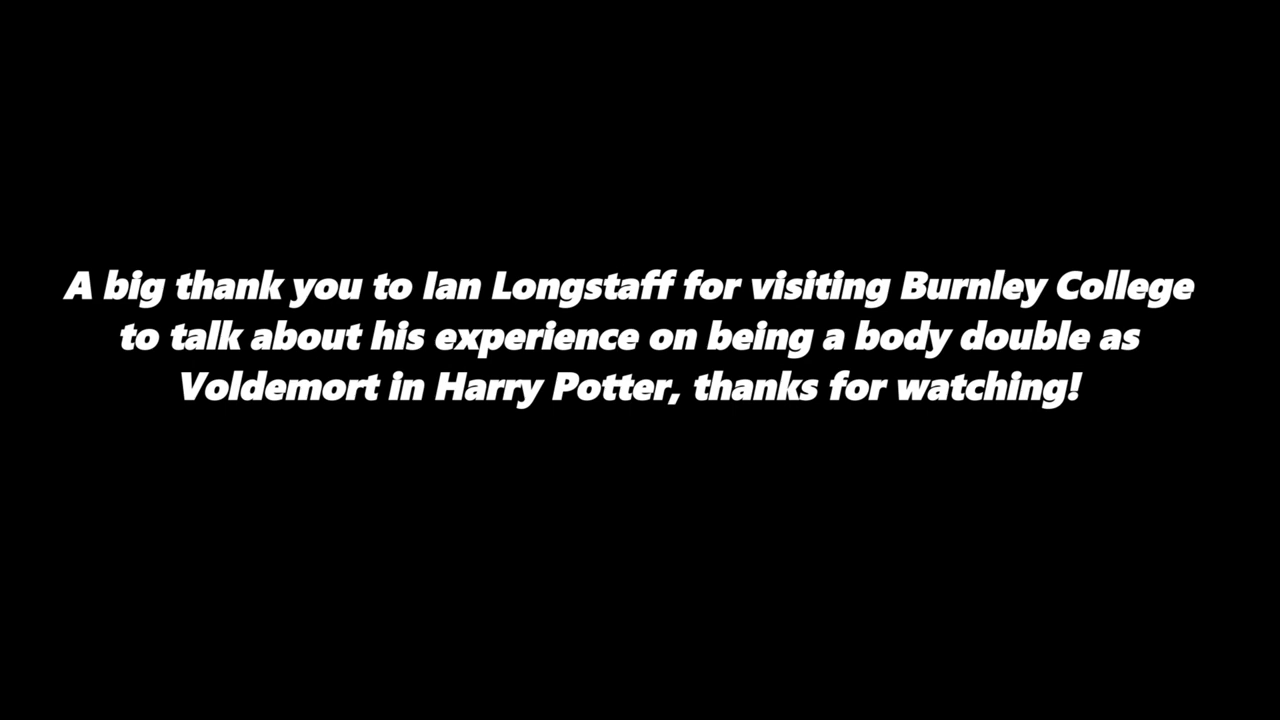 A big thank you to Ian Longstaff for visiting Burnley College
to talk about his experience on being a body double as
Voldemort in Harry Potter, thanks for watching!